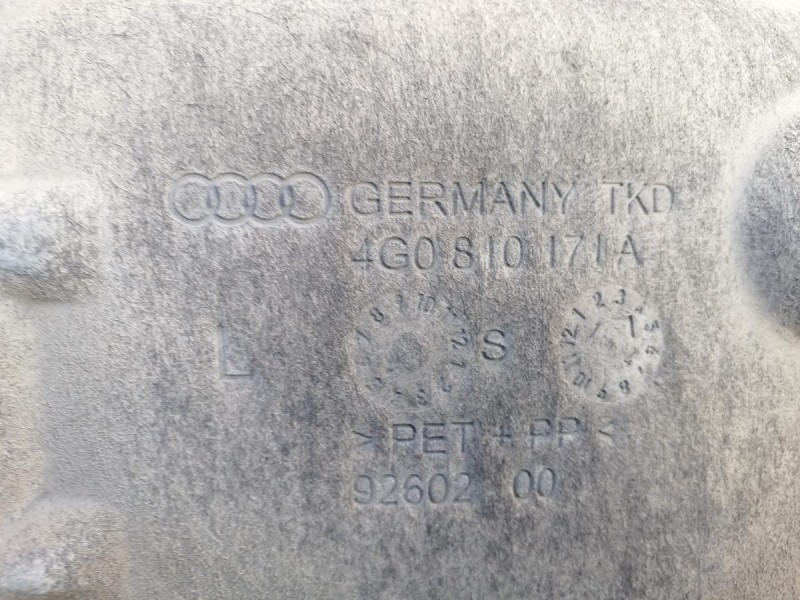 GERMANY TKD
4G0 810 171 A
L S
> PET + PP <
92602 00